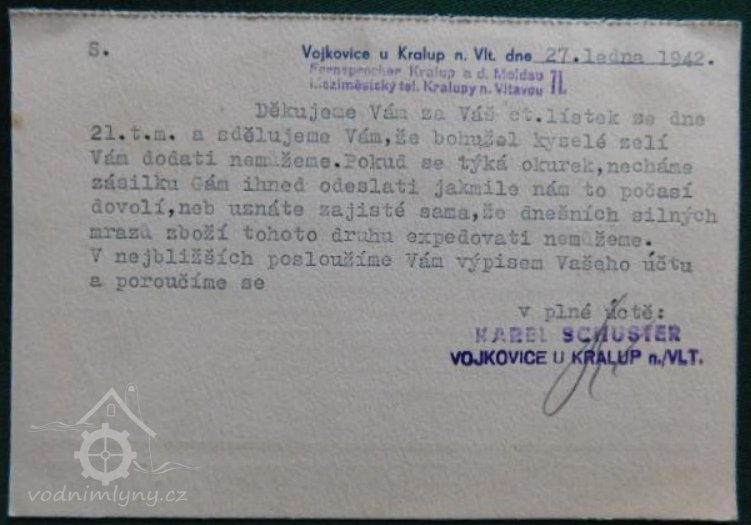 S. Vojkovice u Kralup n. Vlt. dne 27.ledna 1942.
Fernsprecher Kralup a d. Moldau 71.
Meziměstský tel. Kralupy n. Vltavou
Děkujeme Vám za Váš ct.lístek ze dne
21.t.m. a sdělujeme Vám,že bohužel kyselé zelí
Vám dodati nemůžeme.Pokud se týká okurek,necháme
zásilku Gám ihned odeslati jakmile nám to počasí
dovolí,neb uznáte zajisté sama,že dnešních silných
mrazů zboží tohoto druhu expedovati nemůžeme.
V nejbližších posloužíme Vám výpisem Vašeho účtu
a poroučíme se
v plné úctě:
KAREL SCHUSTER
VOJKOVICE U KRALUP n./VLT.
vodnimlyny.cz